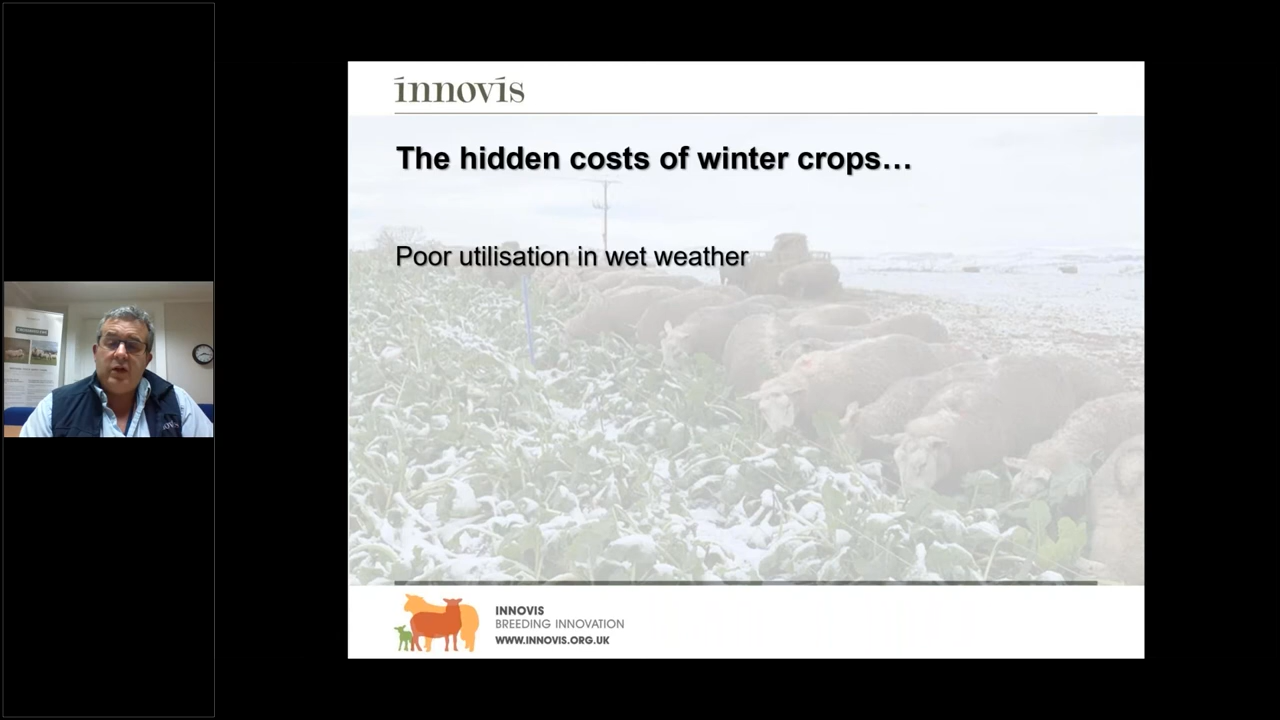 innovis
The hidden costs of winter crops…
Poor utilisation in wet weather
INNOVIS
BREEDING INNOVATION
WWW.INNOVIS.ORG.UK